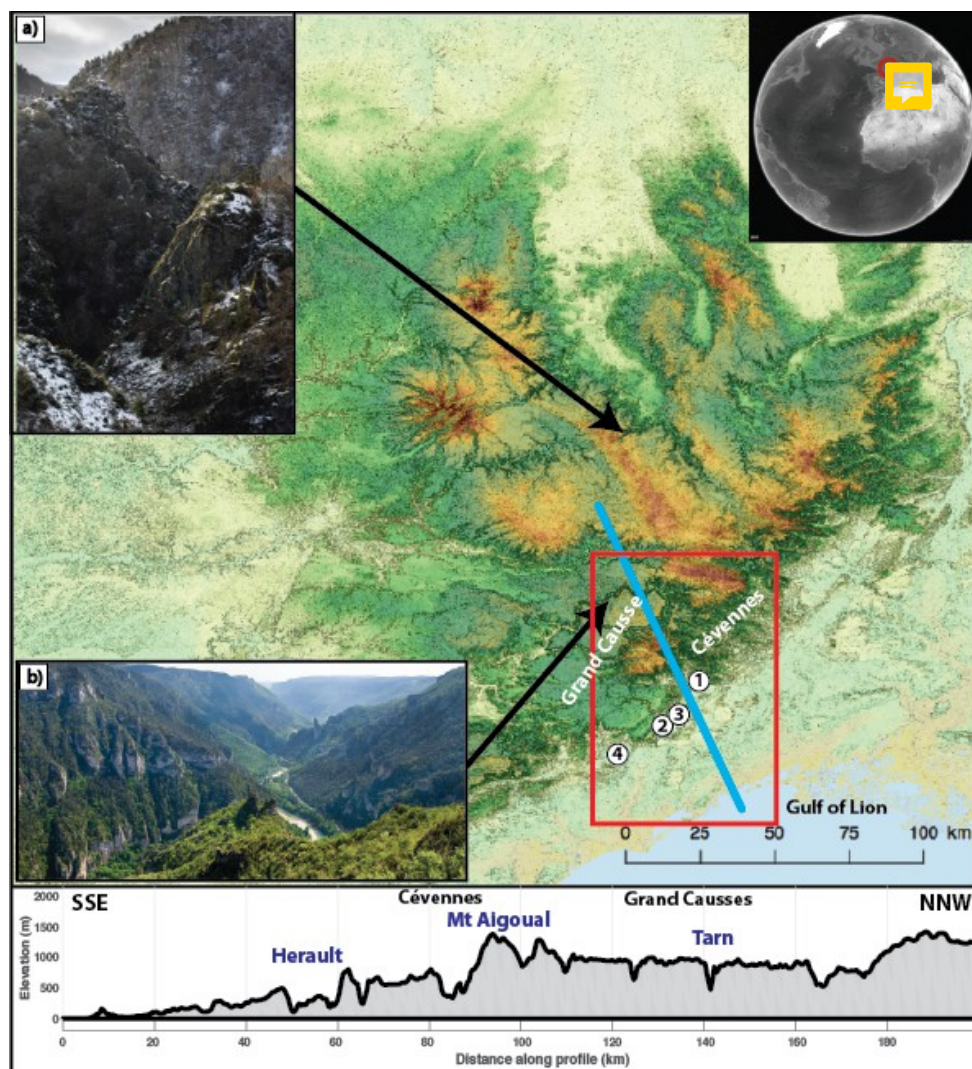 a)
Grand Causse
Cévennes
1
2
3
4
b)
Gulf of Lion
0 25 50 75 100 km
SSE
Cévennes
Grand Causses
NNW
Mt Aigoual
Herault
Tarn
Elevation (m)
2000
1500
1000
500
0
0 20 40 60 80 100 120 140 160 180
Distance along profile (km)